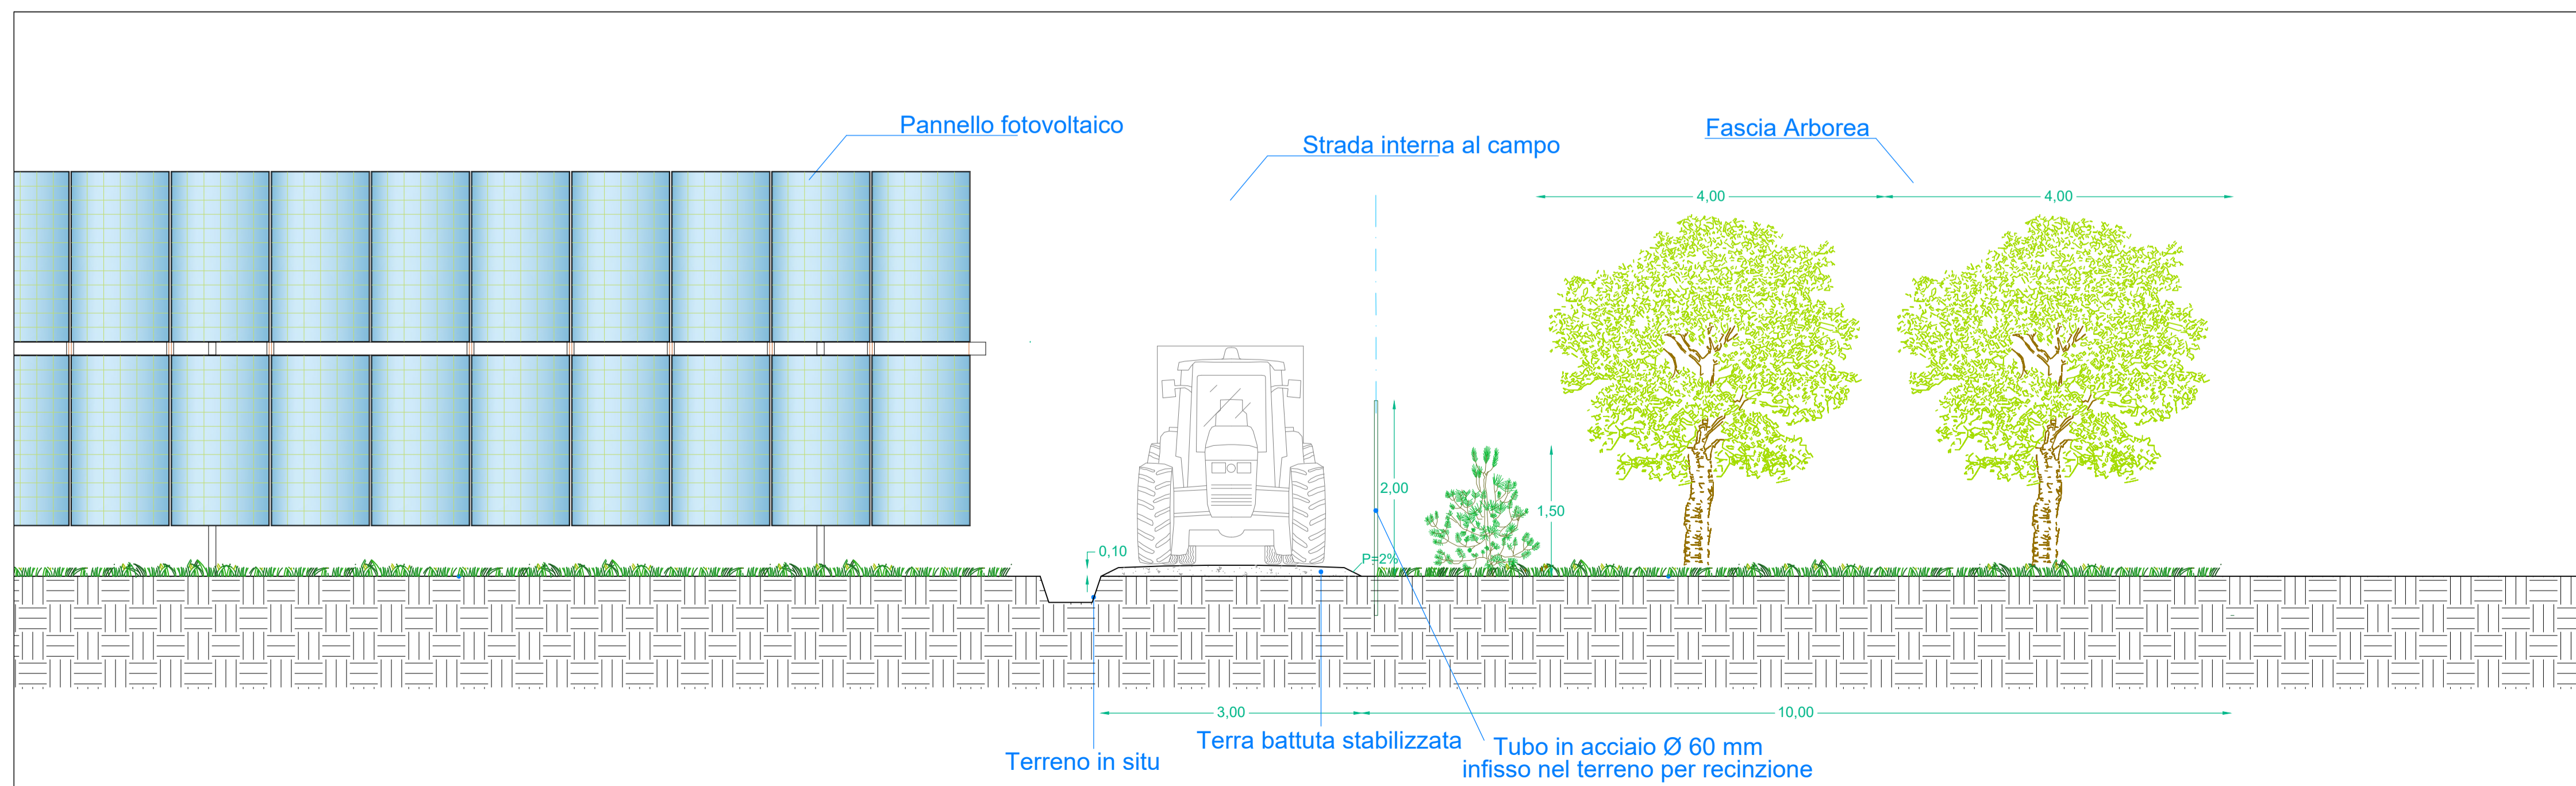 Pannello fotovoltaico
Strada interna al campo
Fascia Arborea
4,00
4,00
2,00
1,50
0,10
P=2%
3,00
10,00
Terreno in situ
Terra battuta stabilizzata
Tubo in acciaio Ø 60 mm
infisso nel terreno per recinzione